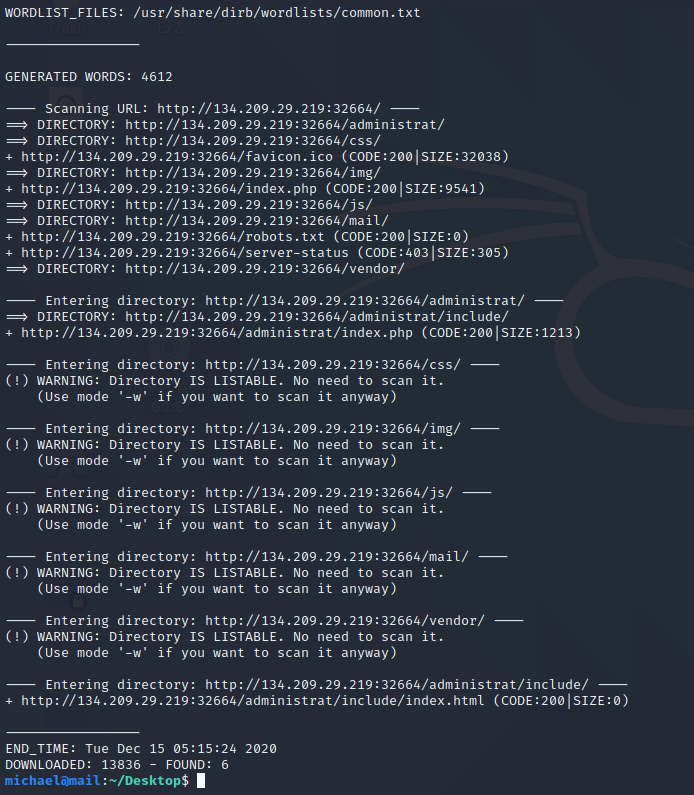 WORDLIST_FILES: /usr/share/dirb/wordlists/common.txt
-----------------
GENERATED WORDS: 4612
---- Scanning URL: http://134.209.29.219:32664/ ----
==> DIRECTORY: http://134.209.29.219:32664/administrat/
==> DIRECTORY: http://134.209.29.219:32664/css/
+ http://134.209.29.219:32664/favicon.ico (CODE:200|SIZE:32038)
==> DIRECTORY: http://134.209.29.219:32664/img/
+ http://134.209.29.219:32664/index.php (CODE:200|SIZE:9541)
==> DIRECTORY: http://134.209.29.219:32664/js/
==> DIRECTORY: http://134.209.29.219:32664/mail/
+ http://134.209.29.219:32664/robots.txt (CODE:200|SIZE:0)
+ http://134.209.29.219:32664/server-status (CODE:403|SIZE:305)
==> DIRECTORY: http://134.209.29.219:32664/vendor/
---- Entering directory: http://134.209.29.219:32664/administrat/ ----
==> DIRECTORY: http://134.209.29.219:32664/administrat/include/
+ http://134.209.29.219:32664/administrat/index.php (CODE:200|SIZE:1213)
---- Entering directory: http://134.209.29.219:32664/css/ ----
(!) WARNING: Directory IS LISTABLE. No need to scan it.
(Use mode '-w' if you want to scan it anyway)
---- Entering directory: http://134.209.29.219:32664/img/ ----
(!) WARNING: Directory IS LISTABLE. No need to scan it.
(Use mode '-w' if you want to scan it anyway)
---- Entering directory: http://134.209.29.219:32664/js/ ----
(!) WARNING: Directory IS LISTABLE. No need to scan it.
(Use mode '-w' if you want to scan it anyway)
---- Entering directory: http://134.209.29.219:32664/mail/ ----
(!) WARNING: Directory IS LISTABLE. No need to scan it.
(Use mode '-w' if you want to scan it anyway)
---- Entering directory: http://134.209.29.219:32664/vendor/ ----
(!) WARNING: Directory IS LISTABLE. No need to scan it.
(Use mode '-w' if you want to scan it anyway)
---- Entering directory: http://134.209.29.219:32664/administrat/include/ ----
+ http://134.209.29.219:32664/administrat/include/index.html (CODE:200|SIZE:0)
-----------------
END_TIME: Tue Dec 15 05:15:24 2020
DOWNLOADED: 13836 - FOUND: 6
michael@mail:~/Desktop$